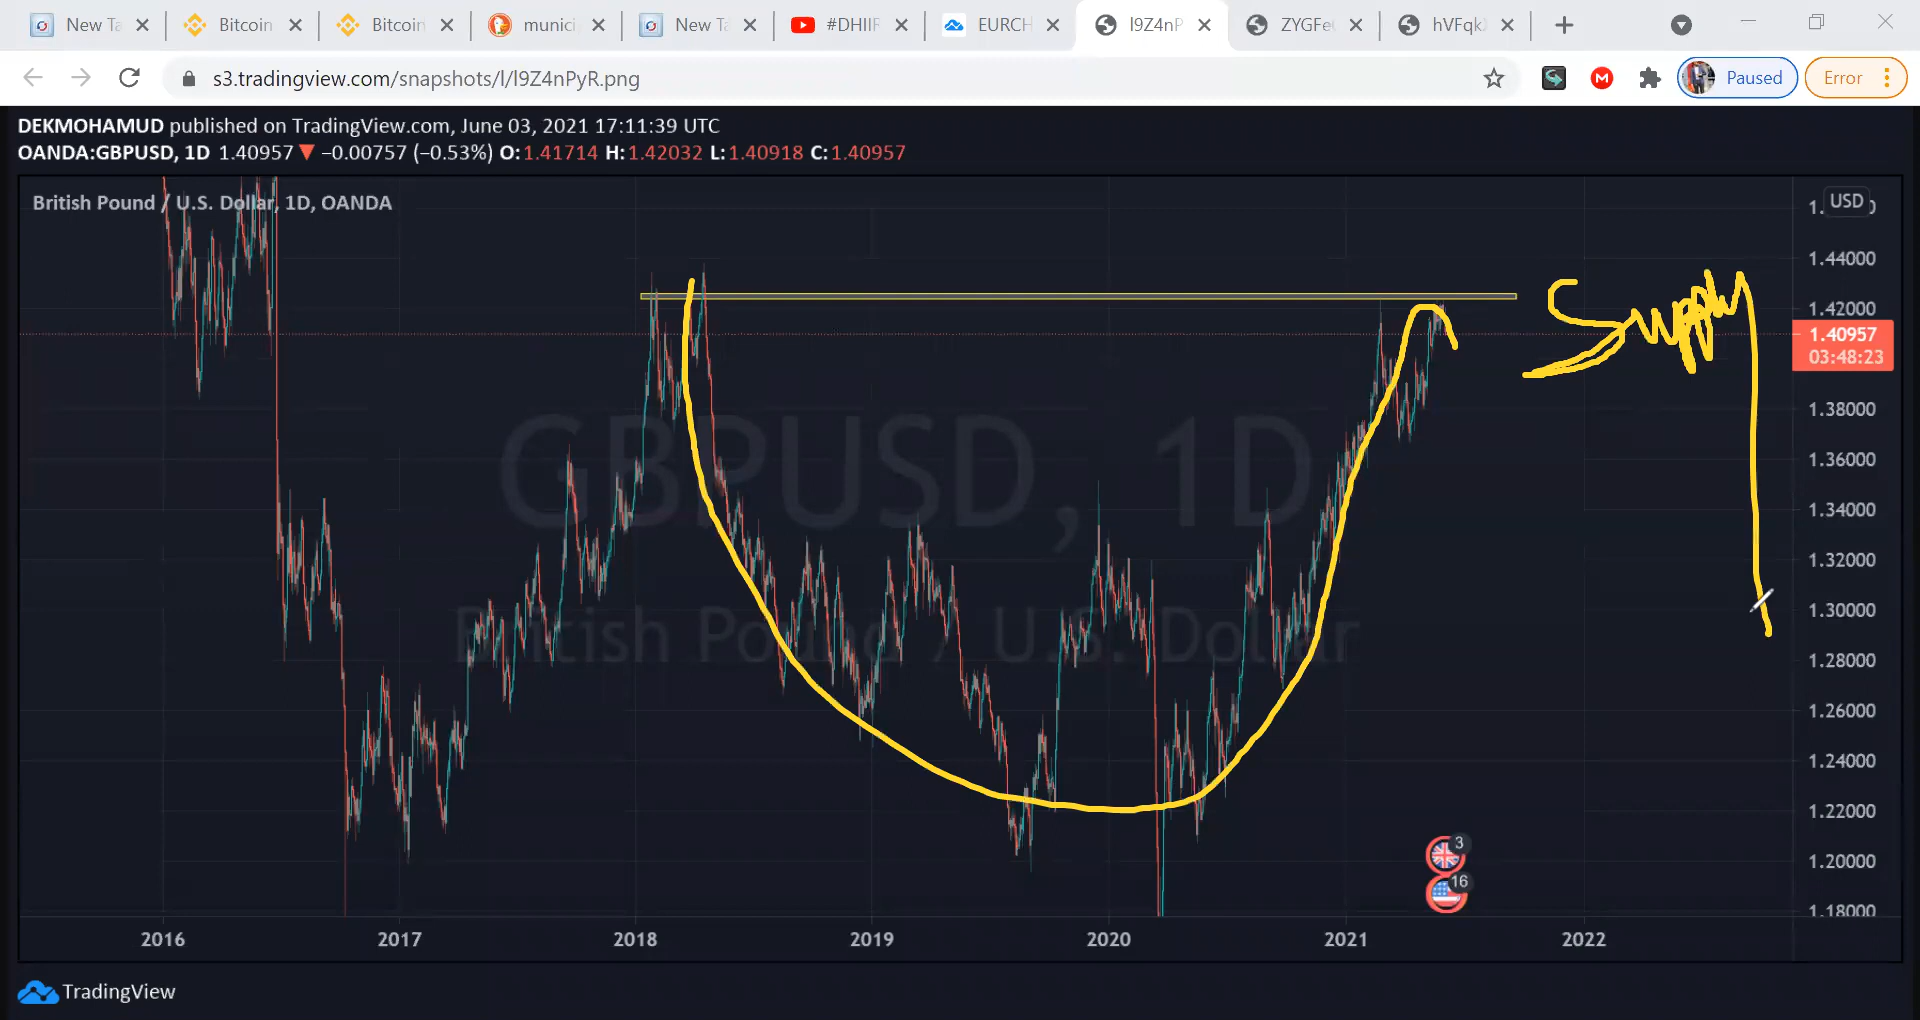 New Ta
Bitcoin
Bitcoin
munici
New Ta
#DHIIF
EURCH
l9Z4nP
ZYGFe
hVFqk
s3.tradingview.com/snapshots/l/l9Z4nPyR.png
Paused
Error
DEKMOHAMUD published on TradingView.com, June 03, 2021 17:11:39 UTC
OANDA:GBPUSD, 1D 1.40957 ▼ −0.00757 (−0.53%) O:1.41714 H:1.42032 L:1.40918 C:1.40957
British Pound / U.S. Dollar, 1D, OANDA
USD
1.44000
1.42000
1.40957
03:48:23
1.38000
1.36000
1.34000
1.32000
1.30000
1.28000
1.26000
1.24000
1.22000
1.20000
1.18000
Supply
GBPUSD, 1D
British Pound / U.S. Dollar
3
16
2016 2017 2018 2019 2020 2021 2022
TradingView